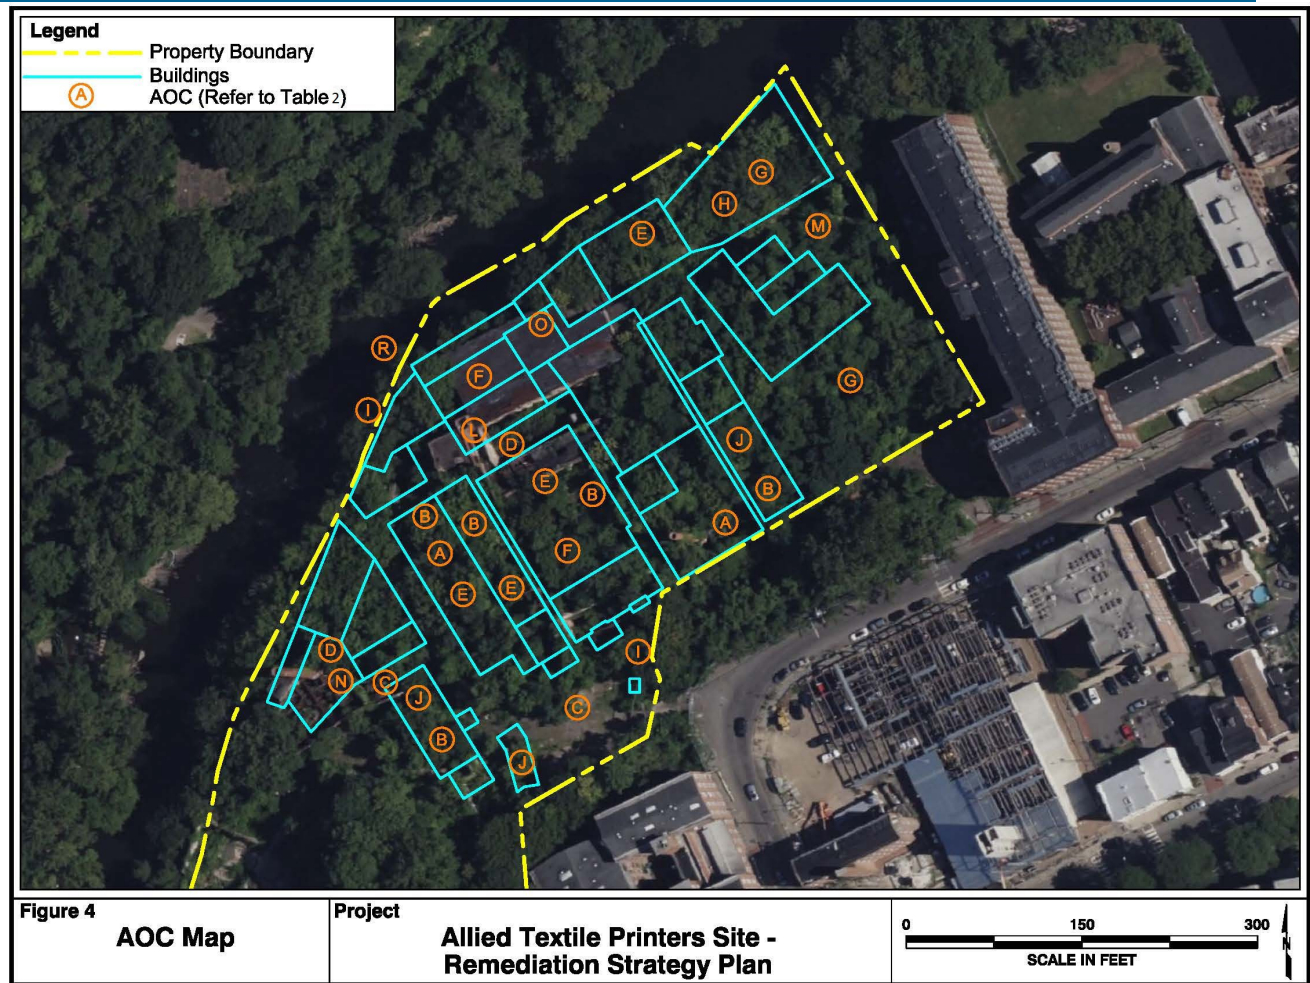 Legend
Property Boundary
Buildings
A AOC (Refer to Table 2)
G
H
M
E
O
R
F
G
I
L
D
J
E
B
B
B
B
A
A
F
E
E
D
I
N
C
J
C
B
J
Figure 4
AOC Map
Project
Allied Textile Printers Site -
Remediation Strategy Plan
0 150 300
SCALE IN FEET
N